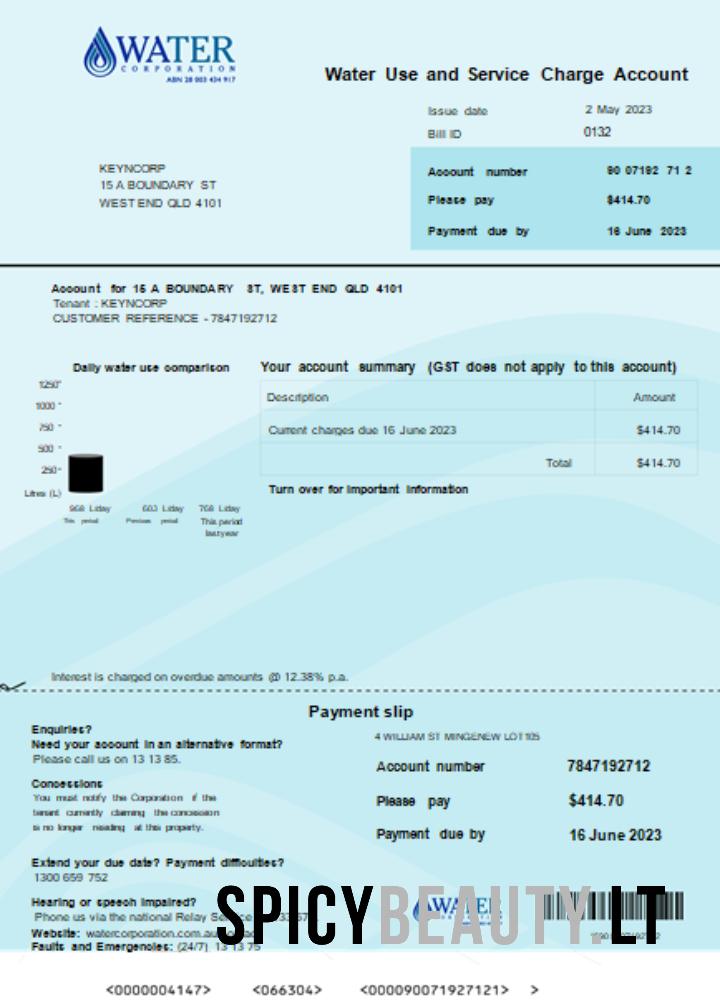 WATER
CORPORATION
ABN 28 003 434 917
Water Use and Service Charge Account
Issue date 2 May 2023
Bill ID 0132
KEYNCORP
15 A BOUNDARY ST
WEST END QLD 4101
Account number 90 07192 71 2
Please pay $414.70
Payment due by 16 June 2023
Account for 15 A BOUNDARY ST, WEST END QLD 4101
Tenant : KEYNCORP
CUSTOMER REFERENCE - 7847192712
Daily water use comparison
1250
1000
750
500
250
Litres (L)
968 L/day 603 L/day 768 L/day
This period Previous period This period
last year
Your account summary (GST does not apply to this account)
Description Amount
Current charges due 16 June 2023 $414.70
Total $414.70
Turn over for important information
Interest is charged on overdue amounts @ 12.38% p.a.
Payment slip
Enquiries?
Need your account in an alternative format?
Please call us on 13 13 85.
Concessions
You must notify the Corporation if the
tenant currently claiming the concession
is no longer residing at this property.
Extend your due date? Payment difficulties?
1300 659 752
Hearing or speech impaired?
Phone us via the national Relay
Website: watercorporation.com.au
Faults and Emergencies: (24/7) 13 13 75
4 WILLIAM ST MINGENEW LOT 105
Account number 7847192712
Please pay $414.70
Payment due by 16 June 2023
WATER
SPICYBEAUTY.LT
<0000004147> <066304> <0000900071927121> >